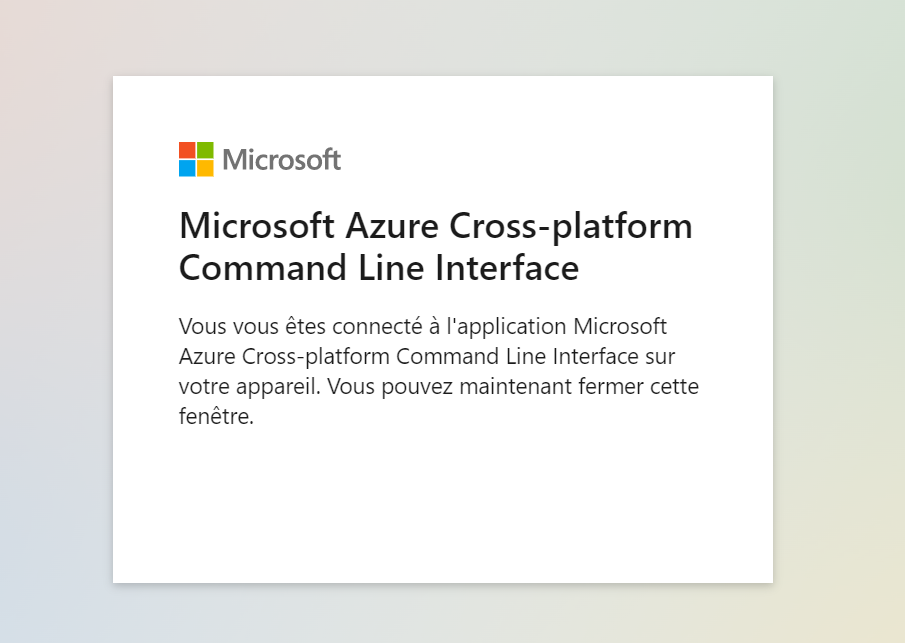 Microsoft
Microsoft Azure Cross-platform
Command Line Interface
Vous vous êtes connecté à l'application Microsoft
Azure Cross-platform Command Line Interface sur
votre appareil. Vous pouvez maintenant fermer cette
fenêtre.